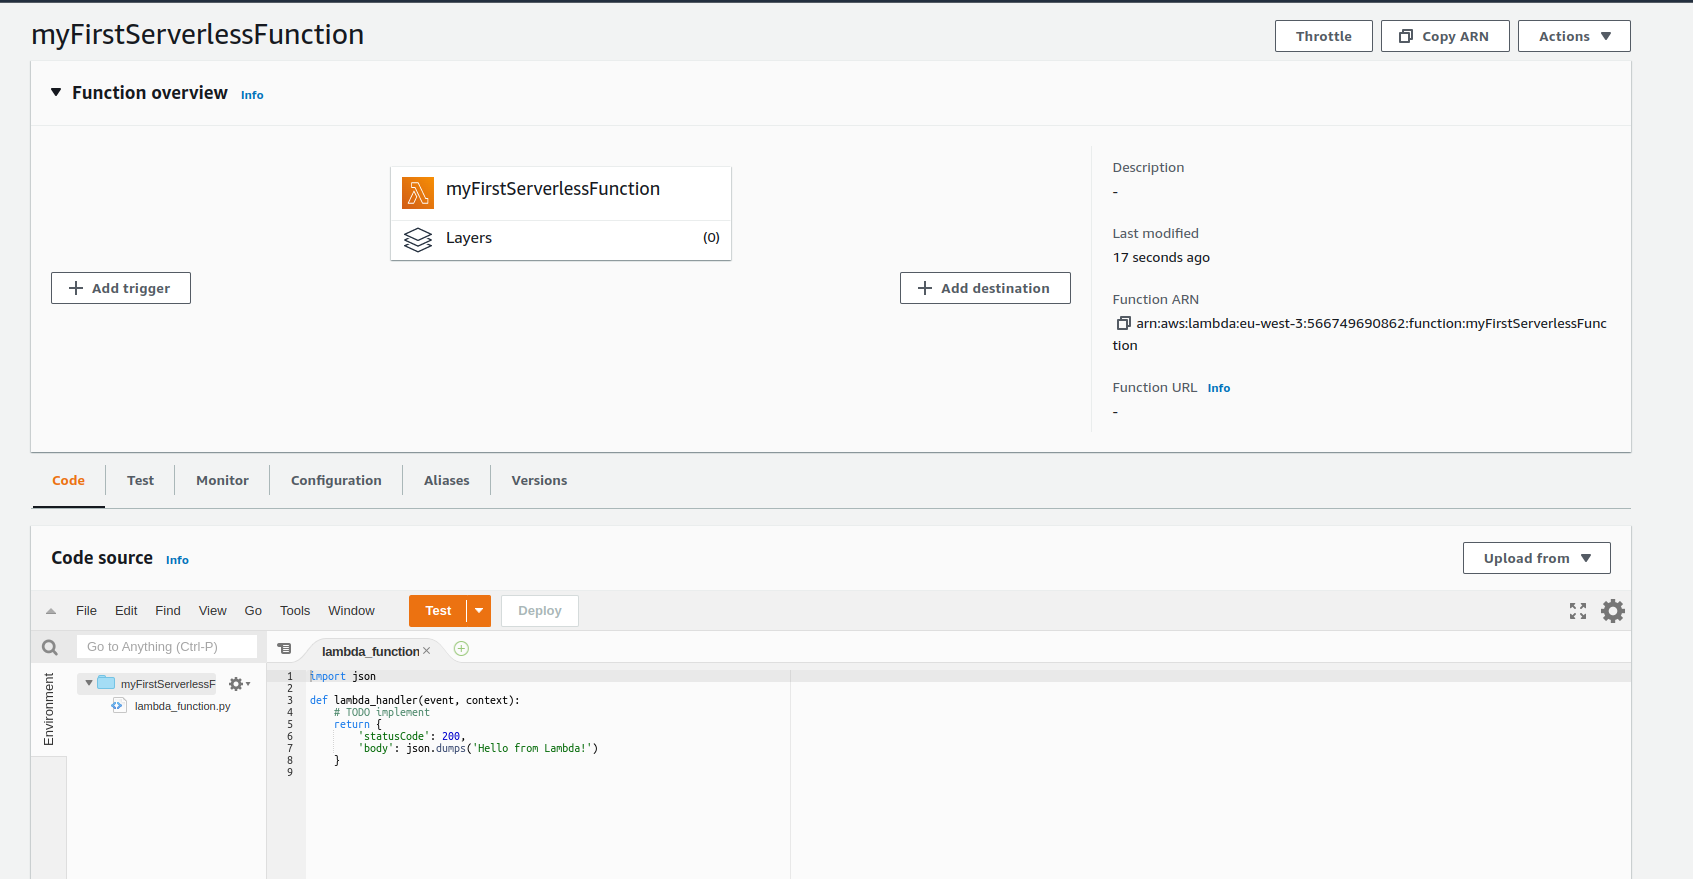 myFirstServerlessFunction
Throttle
Copy ARN
Actions
Function overview Info
myFirstServerlessFunction
Layers (0)
Add trigger
Add destination
Description
-
Last modified
17 seconds ago
Function ARN
arn:aws:lambda:eu-west-3:566749690862:function:myFirstServerlessFunc
tion
Function URL Info
-
Code Test Monitor Configuration Aliases Versions
Code source Info
Upload from
File Edit Find View Go Tools Window Test Deploy
Go to Anything (Ctrl-P)
lambda_function
Environment
myFirstServerlessF
lambda_function.py
1 import json
2
3 def lambda_handler(event, context):
4     # TODO implement
5     return {
6         'statusCode': 200,
7         'body': json.dumps('Hello from Lambda!')
8     }
9